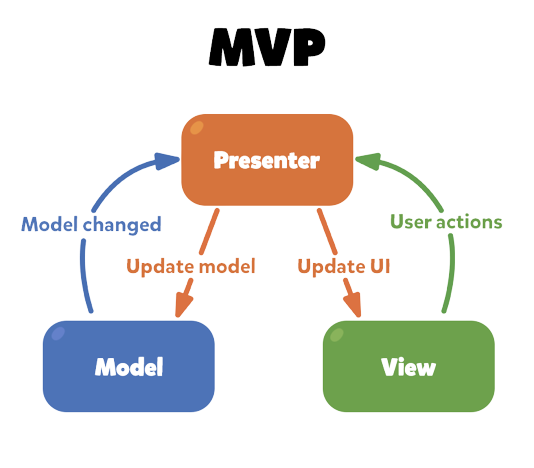 MVP
Presenter
Model changed
User actions
Update model
Update UI
Model
View